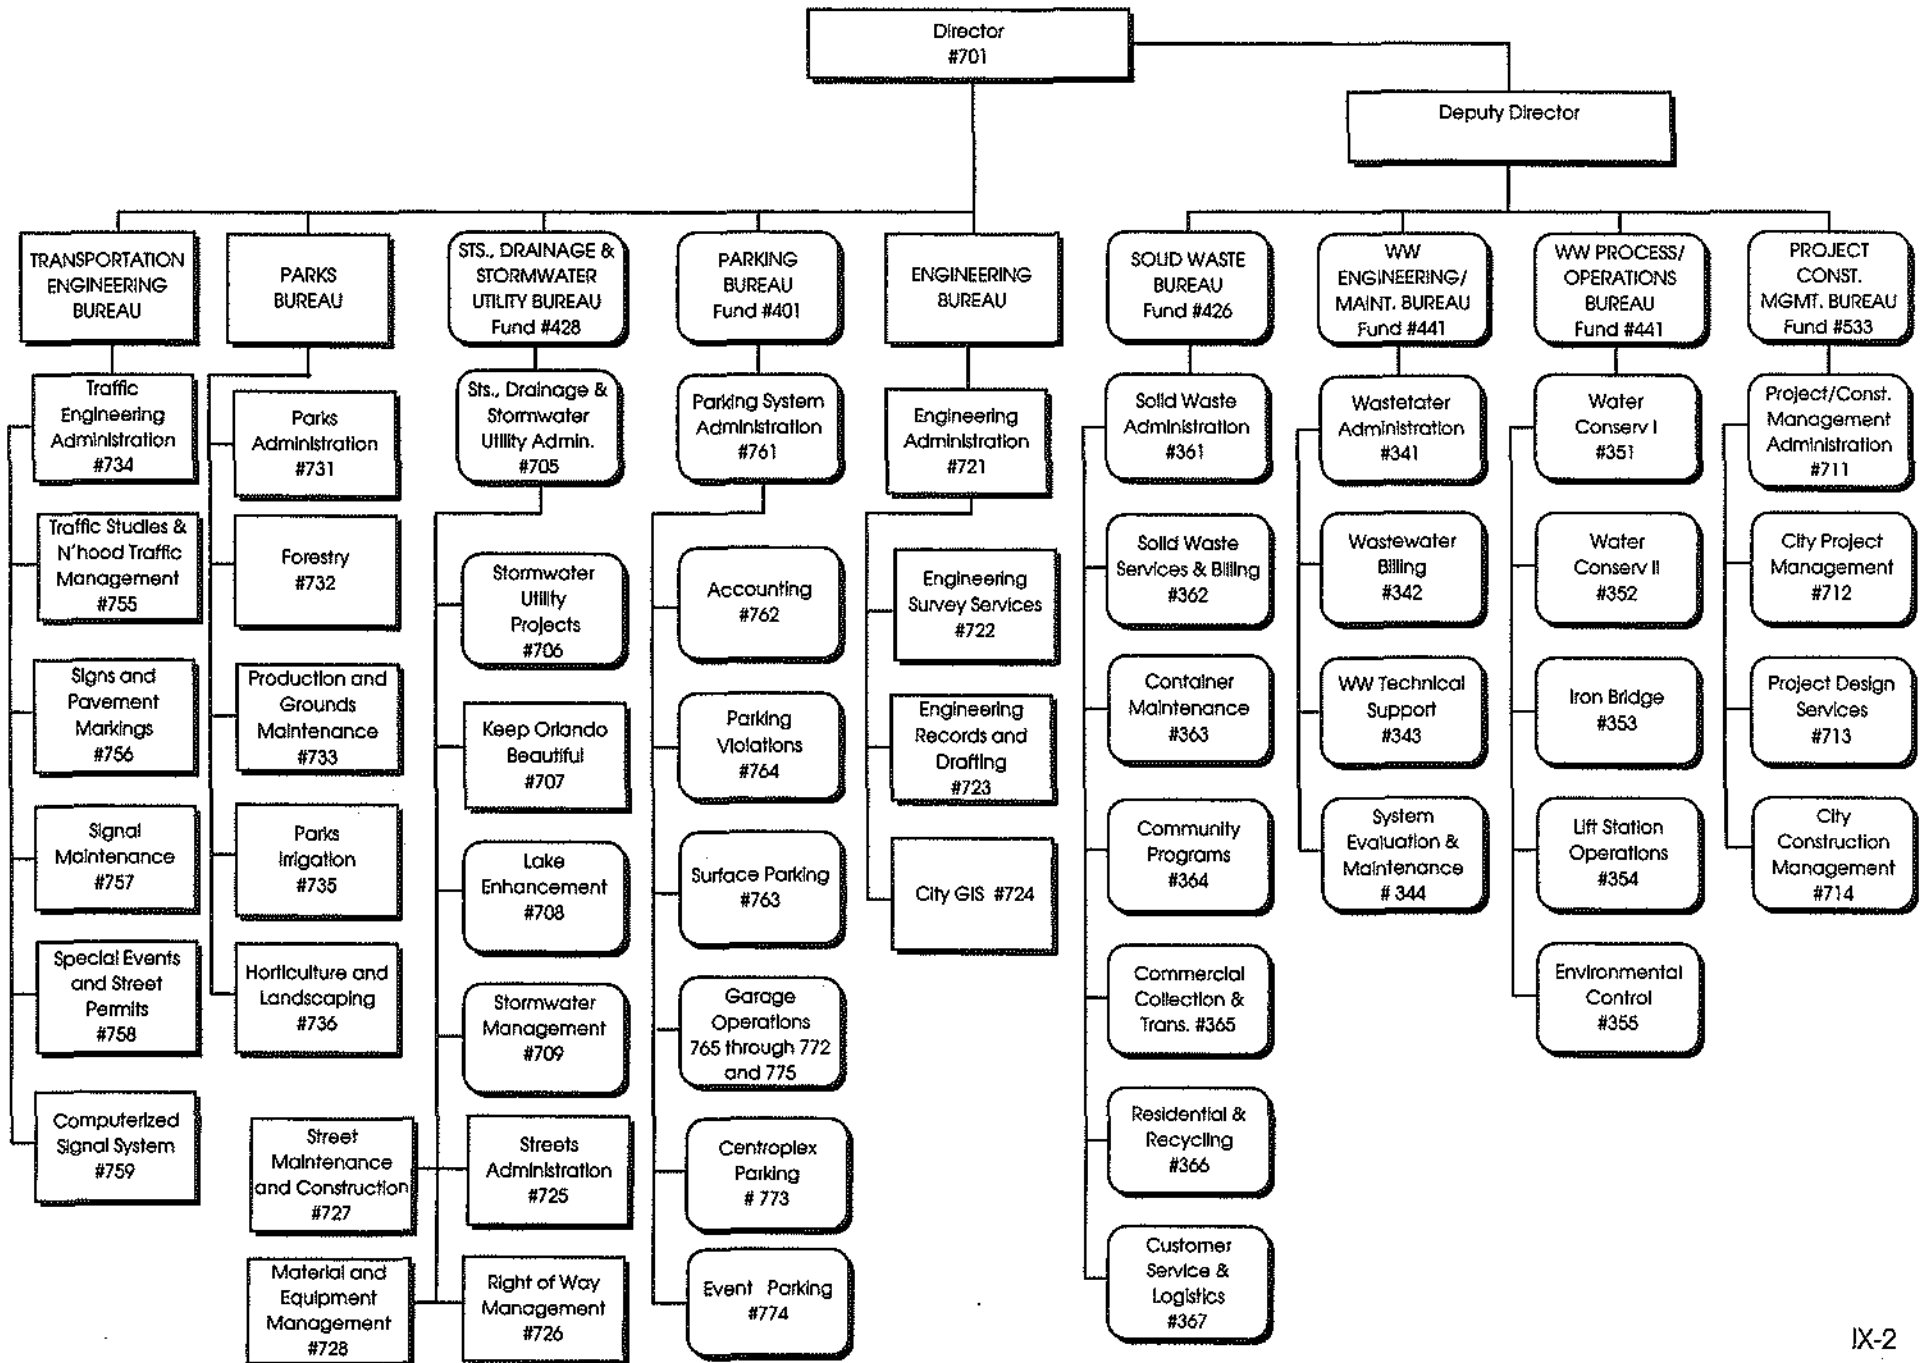 Director
#701
Deputy Director
TRANSPORTATION
ENGINEERING
BUREAU
PARKS
BUREAU
STS., DRAINAGE &
STORMWATER
UTILITY BUREAU
Fund #428
PARKING
BUREAU
Fund #401
ENGINEERING
BUREAU
SOLID WASTE
BUREAU
Fund #426
WW
ENGINEERING/
MAINT. BUREAU
Fund #441
WW PROCESS/
OPERATIONS
BUREAU
Fund #441
PROJECT
CONST.
MGMT. BUREAU
Fund #533
Traffic
Engineering
Administration
#734
Traffic Studies &
N'hood Traffic
Management
#755
Signs and
Pavement
Markings
#756
Signal
Maintenance
#757
Special Events
and Street
Permits
#758
Computerized
Signal System
#759
Parks
Administration
#731
Forestry
#732
Production and
Grounds
Maintenance
#733
Parks
Irrigation
#735
Horticulture and
Landscaping
#736
Sts., Drainage &
Stormwater
Utility Admin.
#705
Stormwater
Utility
Projects
#706
Keep Orlando
Beautiful
#707
Lake
Enhancement
#708
Stormwater
Management
#709
Street
Maintenance
and Construction
#727
Streets
Administration
#725
Material and
Equipment
Management
#728
Right of Way
Management
#726
Parking System
Administration
#761
Accounting
#762
Parking
Violations
#764
Surface Parking
#763
Garage
Operations
765 through 772
and 775
Centroplex
Parking
# 773
Event Parking
#774
Engineering
Administration
#721
Engineering
Survey Services
#722
Engineering
Records and
Drafting
#723
City GIS #724
Solid Waste
Administration
#361
Solid Waste
Services & Billing
#362
Container
Maintenance
#363
Community
Programs
#364
Commercial
Collection &
Trans. #365
Residential &
Recycling
#366
Customer
Service &
Logistics
#367
Wastetater
Administration
#341
Wastewater
Billing
#342
WW Technical
Support
#343
System
Evaluation &
Maintenance
# 344
Water
Conserv I
#351
Water
Conserv II
#352
Iron Bridge
#353
Lift Station
Operations
#354
Environmental
Control
#355
Project/Const.
Management
Administration
#711
City Project
Management
#712
Project Design
Services
#713
City
Construction
Management
#714
IX-2